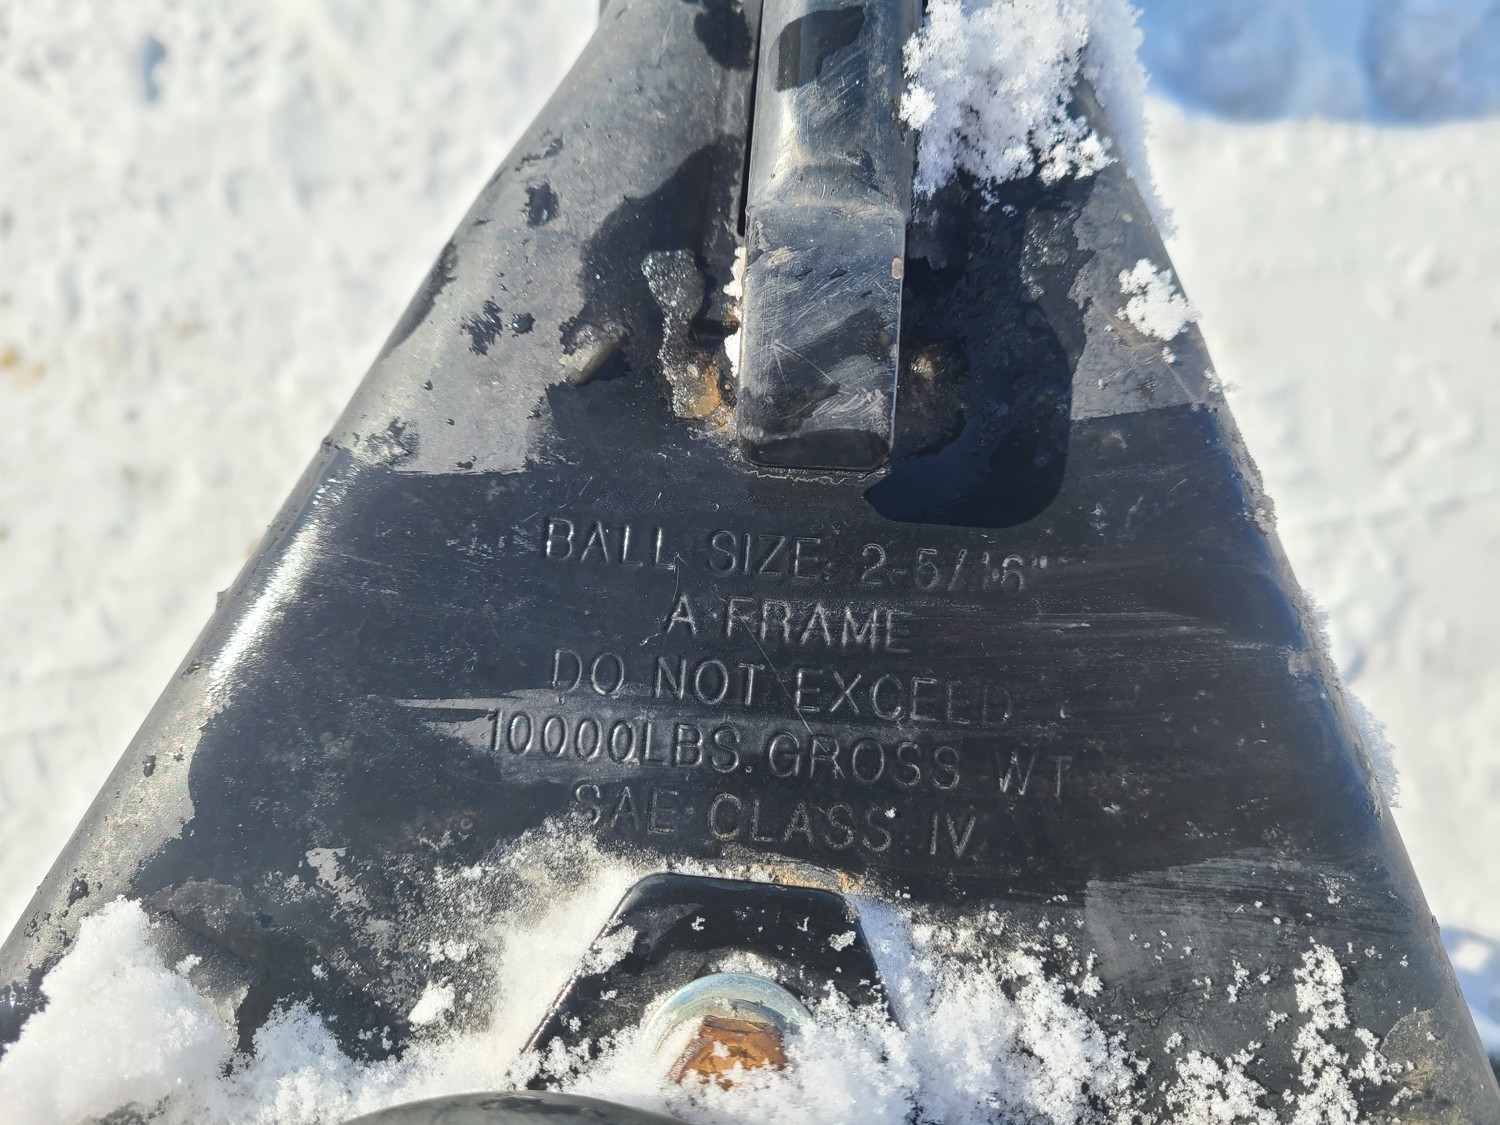 BALL SIZE: 2-5/16"
A-FRAME
DO NOT EXCEED
10000LBS. GROSS WT
SAE CLASS IV